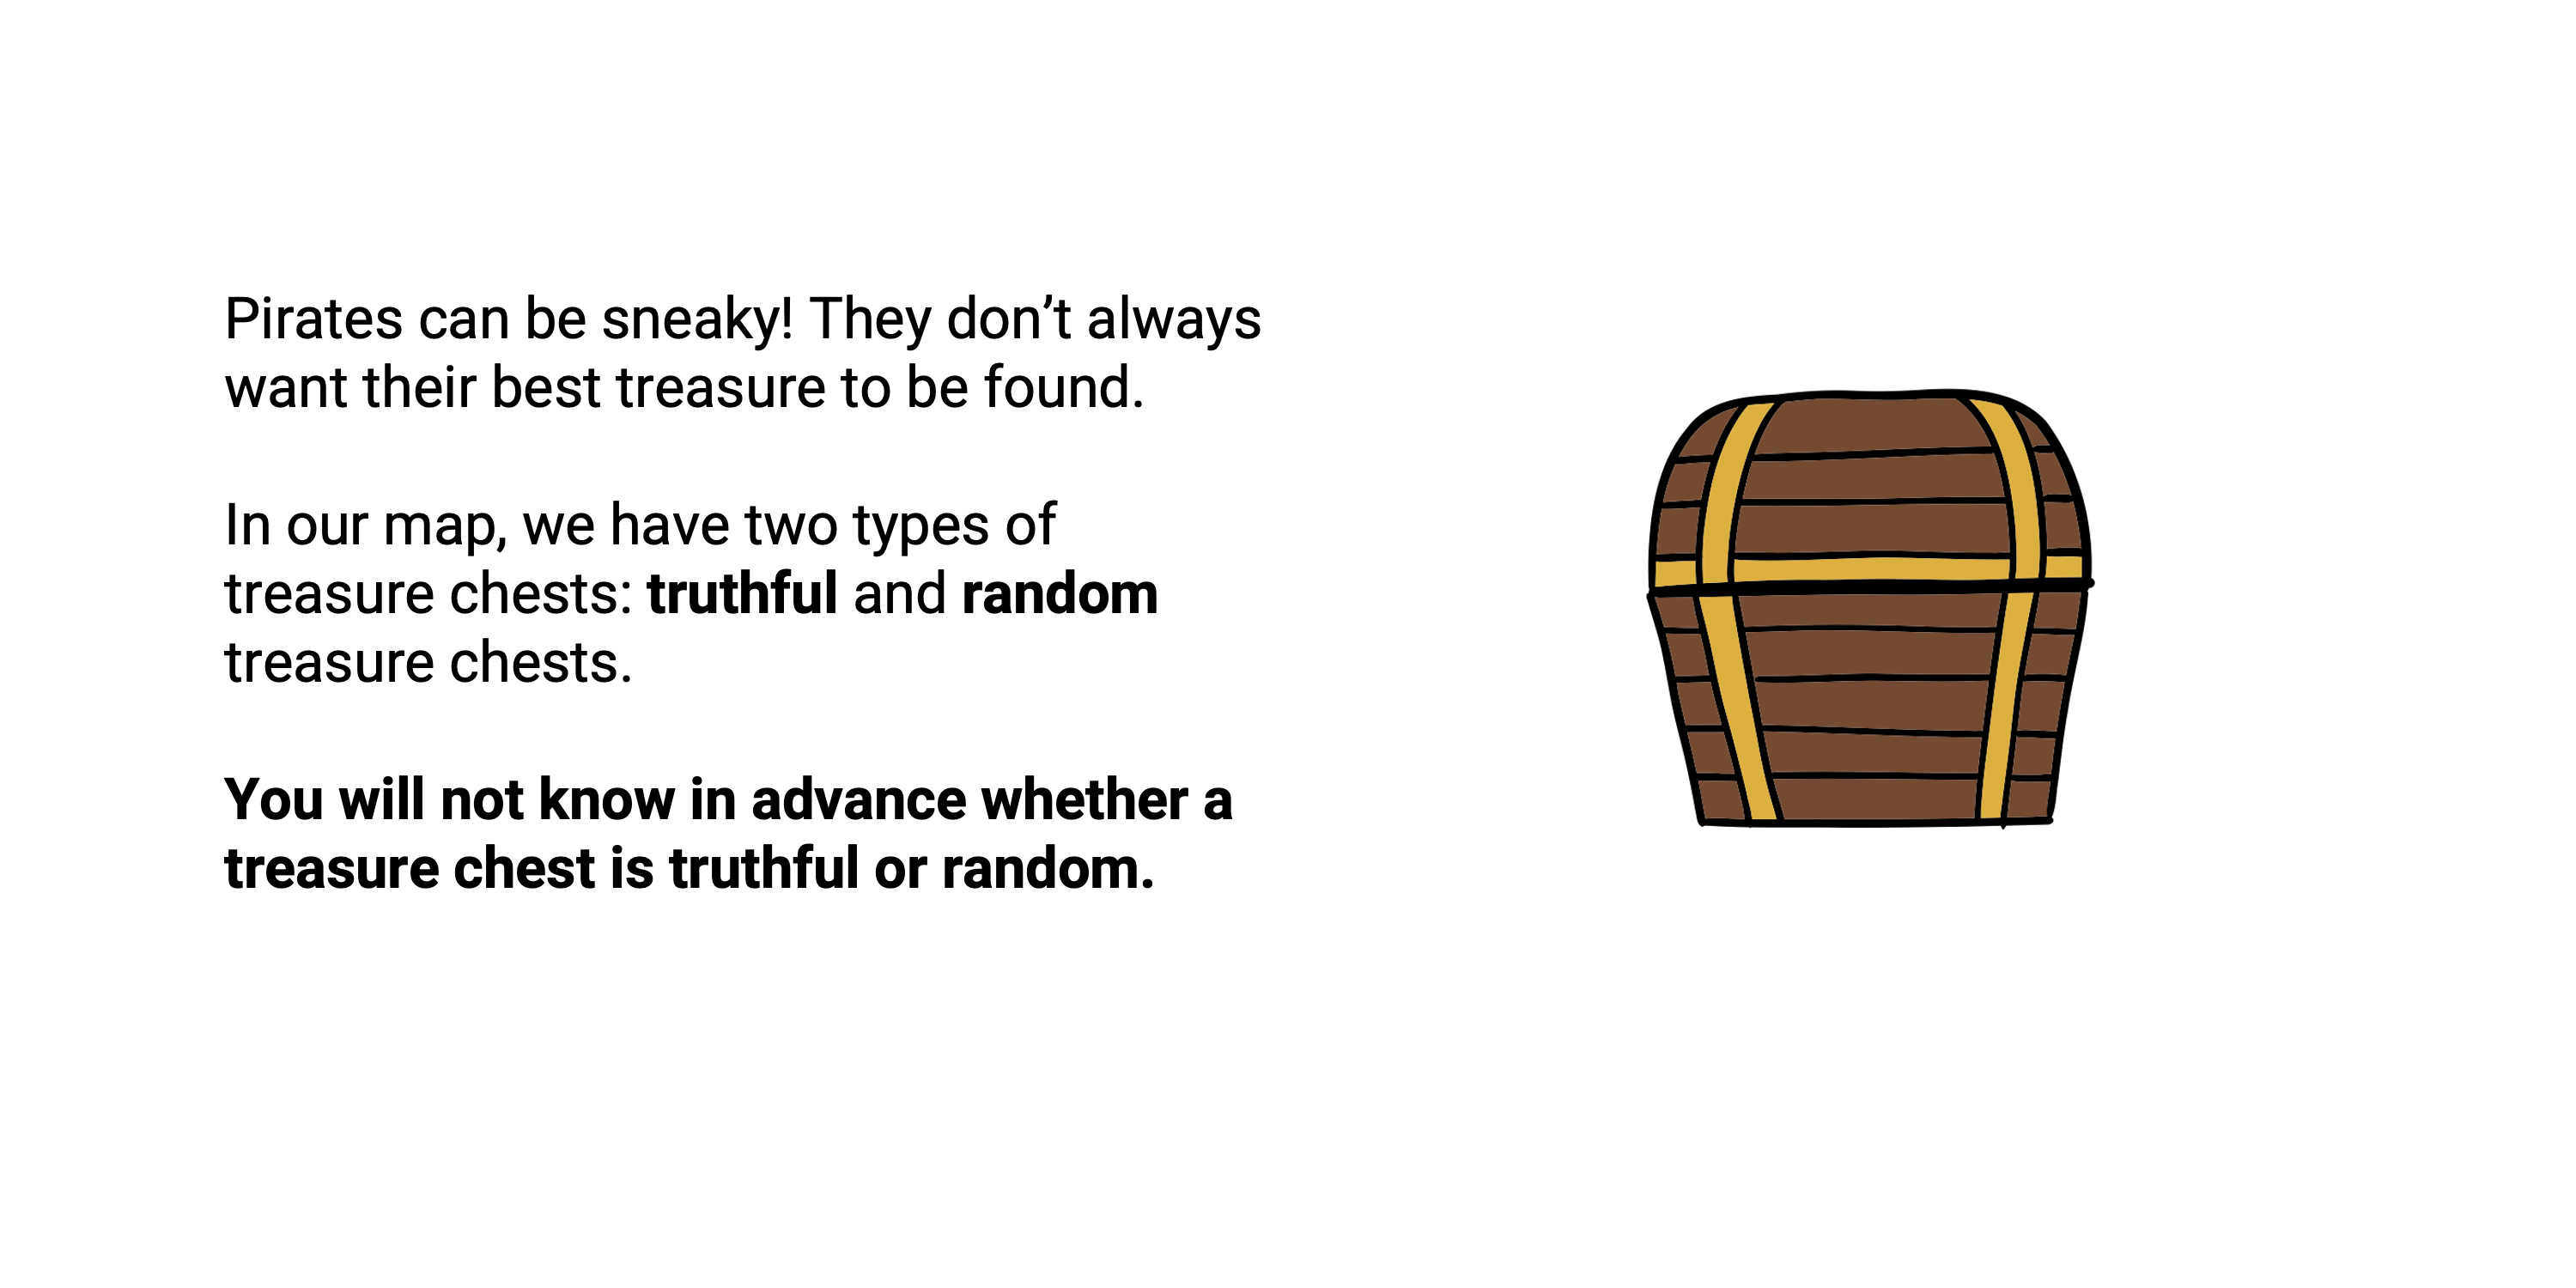 Pirates can be sneaky! They don’t always
want their best treasure to be found.
In our map, we have two types of
treasure chests: truthful and random
treasure chests.
You will not know in advance whether a
treasure chest is truthful or random.